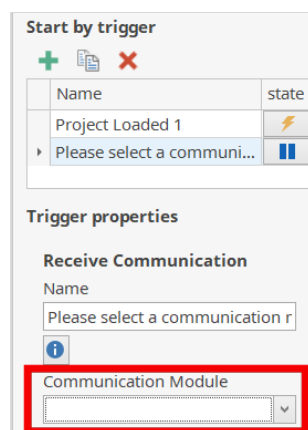 Start by trigger
Name state
Project Loaded 1
Please select a communi...
Trigger properties
Receive Communication
Name
Please select a communication r
Communication Module